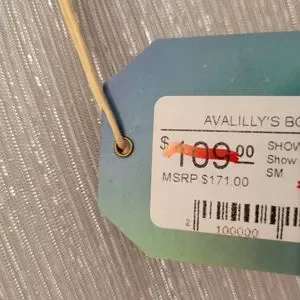 AVALILLY'S BO
$109.00 SHOW
Show
MSRP $171.00 SM
2 100000